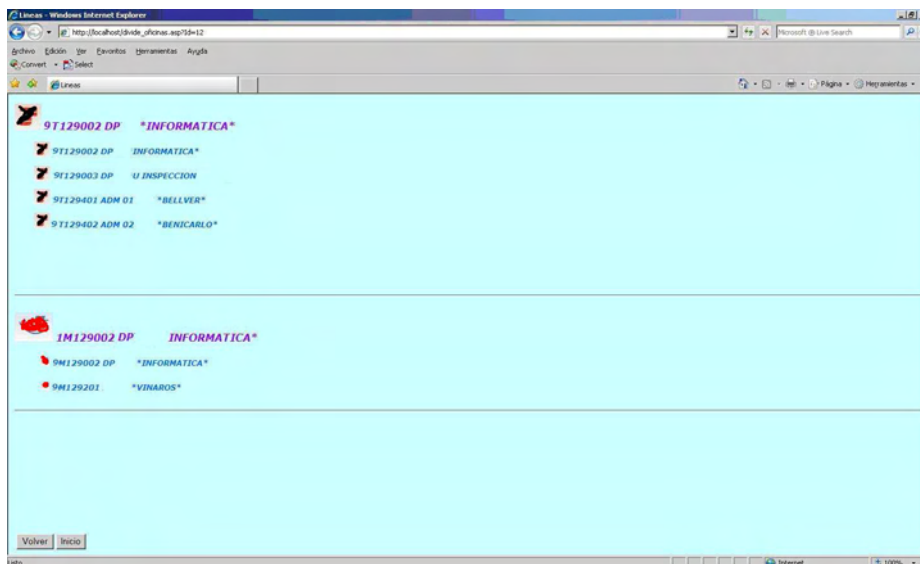 Lineas - Windows Internet Explorer
http://localhost/divide_oficinas.asp?Id=12
Microsoft @ Live Search
Archivo Edición Ver Favoritos Herramientas Ayuda
Convert Select
Lineas
Página Herramientas
9T129002 DP *INFORMATICA*
9T129002 DP INFORMATICA*
9T129003 DP U INSPECCION
9T129401 ADM 01 *BELLVER*
9T129402 ADM 02 *BENICARLO*
1M129002 DP INFORMATICA*
9M129002 DP *INFORMATICA*
9M129201 *VINAROS*
Volver Inicio
Listo Internet 100%